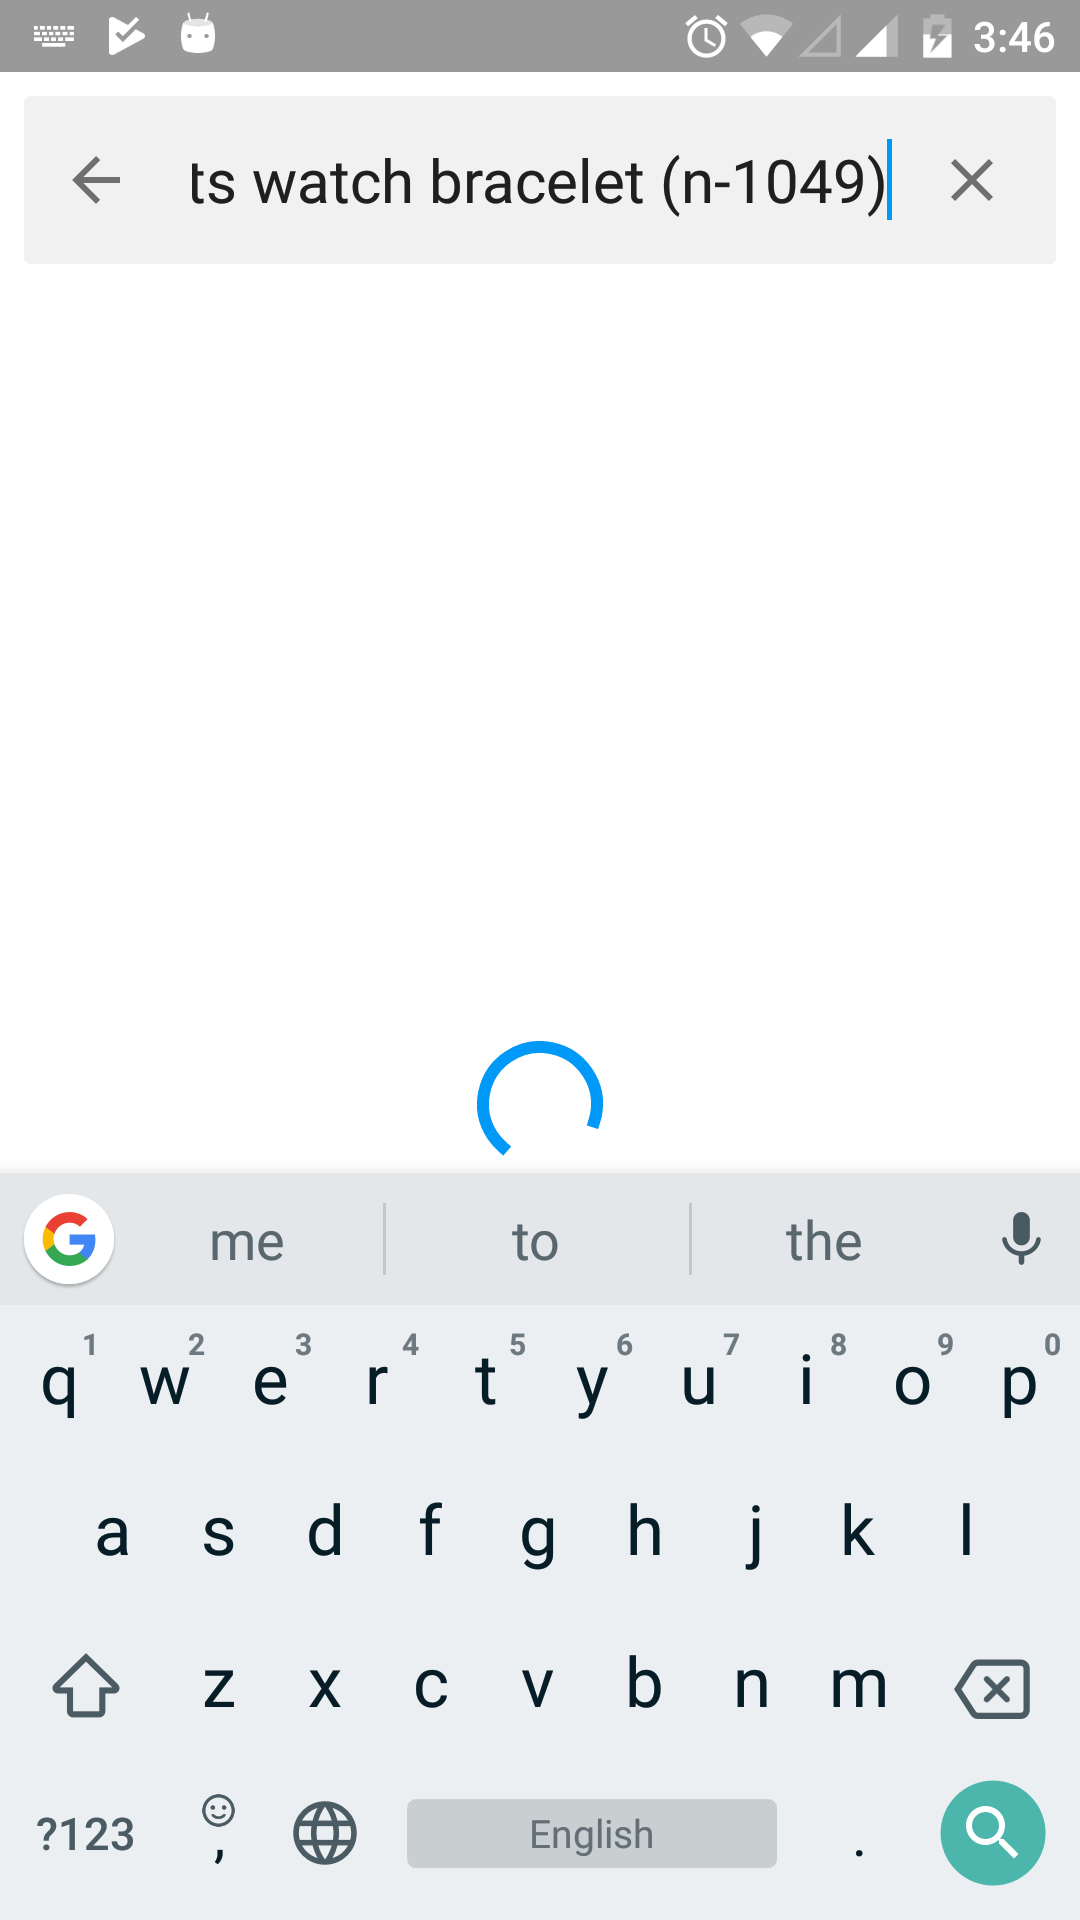 3:46
ts watch bracelet (n-1049)
me to the
1 2 3 4 5 6 7 8 9 0
q w e r t y u i o p
a s d f g h j k l
z x c v b n m
?123 , English .